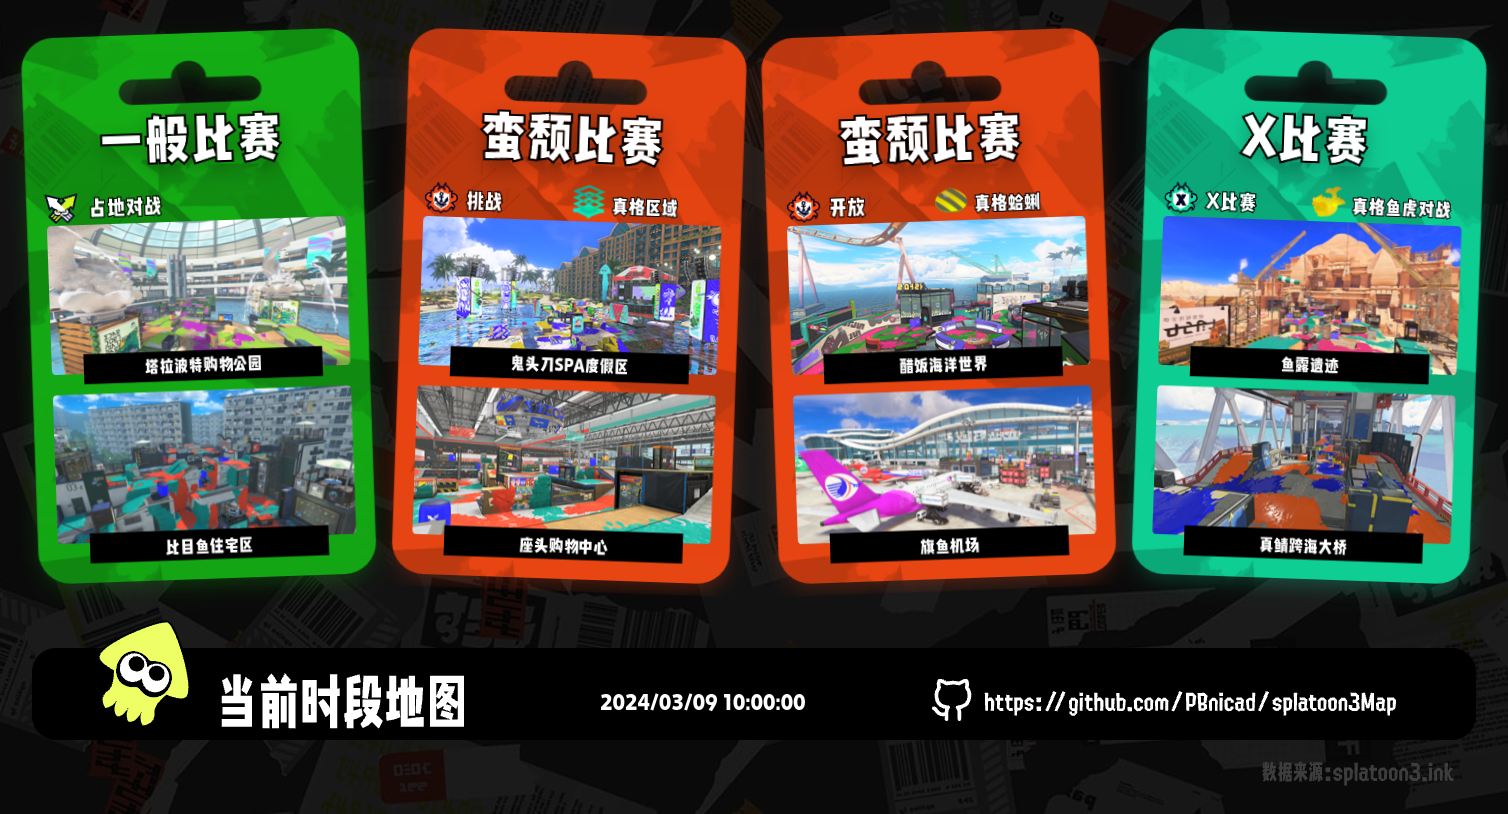 一般比赛
占地对战
塔拉波特购物公园
比目鱼住宅区
蛮颓比赛
挑战
真格区域
鬼头刀SPA度假区
座头购物中心
蛮颓比赛
开放
真格蛤蜊
醋饭海洋世界
旗鱼机场
X比赛
X比赛
真格鱼虎对战
鱼露遗迹
真鲭跨海大桥
当前时段地图
2024/03/09 10:00:00
https://github.com/PBnicad/splatoon3Map
数据来源:splatoon3.ink